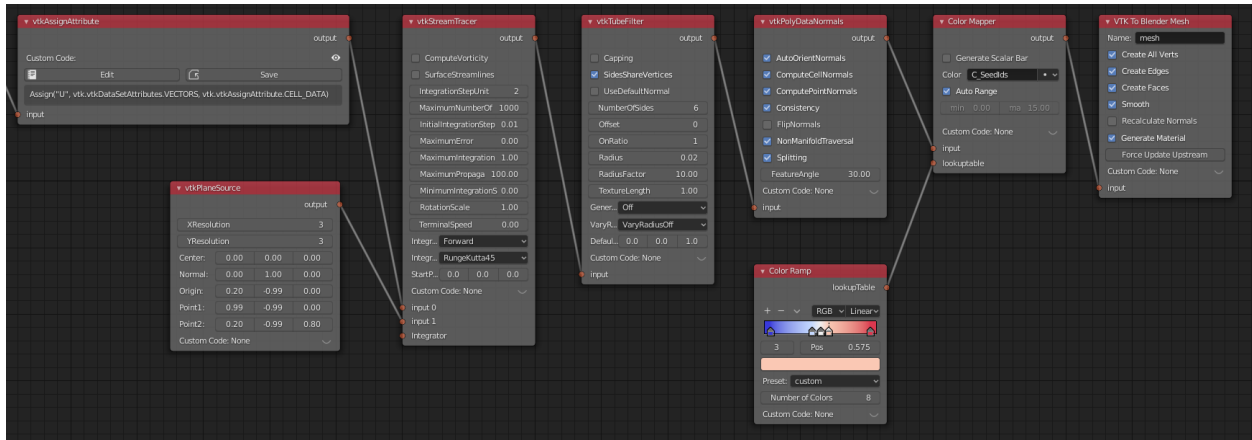 vtkAssignAttribute
output
Custom Code:
Edit
Save
Assign("U", vtk.vtkDataSetAttributes.VECTORS, vtk.vtkAssignAttribute.CELL_DATA)
input
vtkPlaneSource
output
XResolution 3
YResolution 3
Center: 0.00 0.00 0.00
Normal: 0.00 1.00 0.00
Origin: 0.20 -0.99 0.00
Point1: 0.99 -0.99 0.00
Point2: 0.20 -0.99 0.80
Custom Code: None
vtkStreamTracer
output
ComputeVorticity
SurfaceStreamlines
IntegrationStepUnit 2
MaximumNumberOf 1000
InitialIntegrationStep 0.01
MaximumError 0.00
MaximumIntegration 1.00
MaximumPropaga 100.00
MinimumIntegrationS 0.00
RotationScale 1.00
TerminalSpeed 0.00
Integr... Forward
Integr... RungeKutta45
StartP... 0.0 0.0 0.0
Custom Code: None
input 0
input 1
Integrator
vtkTubeFilter
output
Capping
SidesShareVertices
UseDefaultNormal
NumberOfSides 6
Offset 0
OnRatio 1
Radius 0.02
RadiusFactor 10.00
TextureLength 1.00
Gener... Off
VaryR... VaryRadiusOff
Defaul... 0.0 0.0 1.0
Custom Code: None
input
vtkPolyDataNormals
output
AutoOrientNormals
ComputeCellNormals
ComputePointNormals
Consistency
FlipNormals
NonManifoldTraversal
Splitting
FeatureAngle 30.00
Custom Code: None
input
Color Ramp
lookupTable
RGB Linear
3 Pos 0.575
Preset: custom
Number of Colors 8
Custom Code: None
Color Mapper
output
Generate Scalar Bar
Color C_SeedIds
Auto Range
min 0.00 ma 15.00
Custom Code: None
input
lookuptable
VTK To Blender Mesh
Name: mesh
Create All Verts
Create Edges
Create Faces
Smooth
Recalculate Normals
Generate Material
Force Update Upstream
Custom Code: None
input